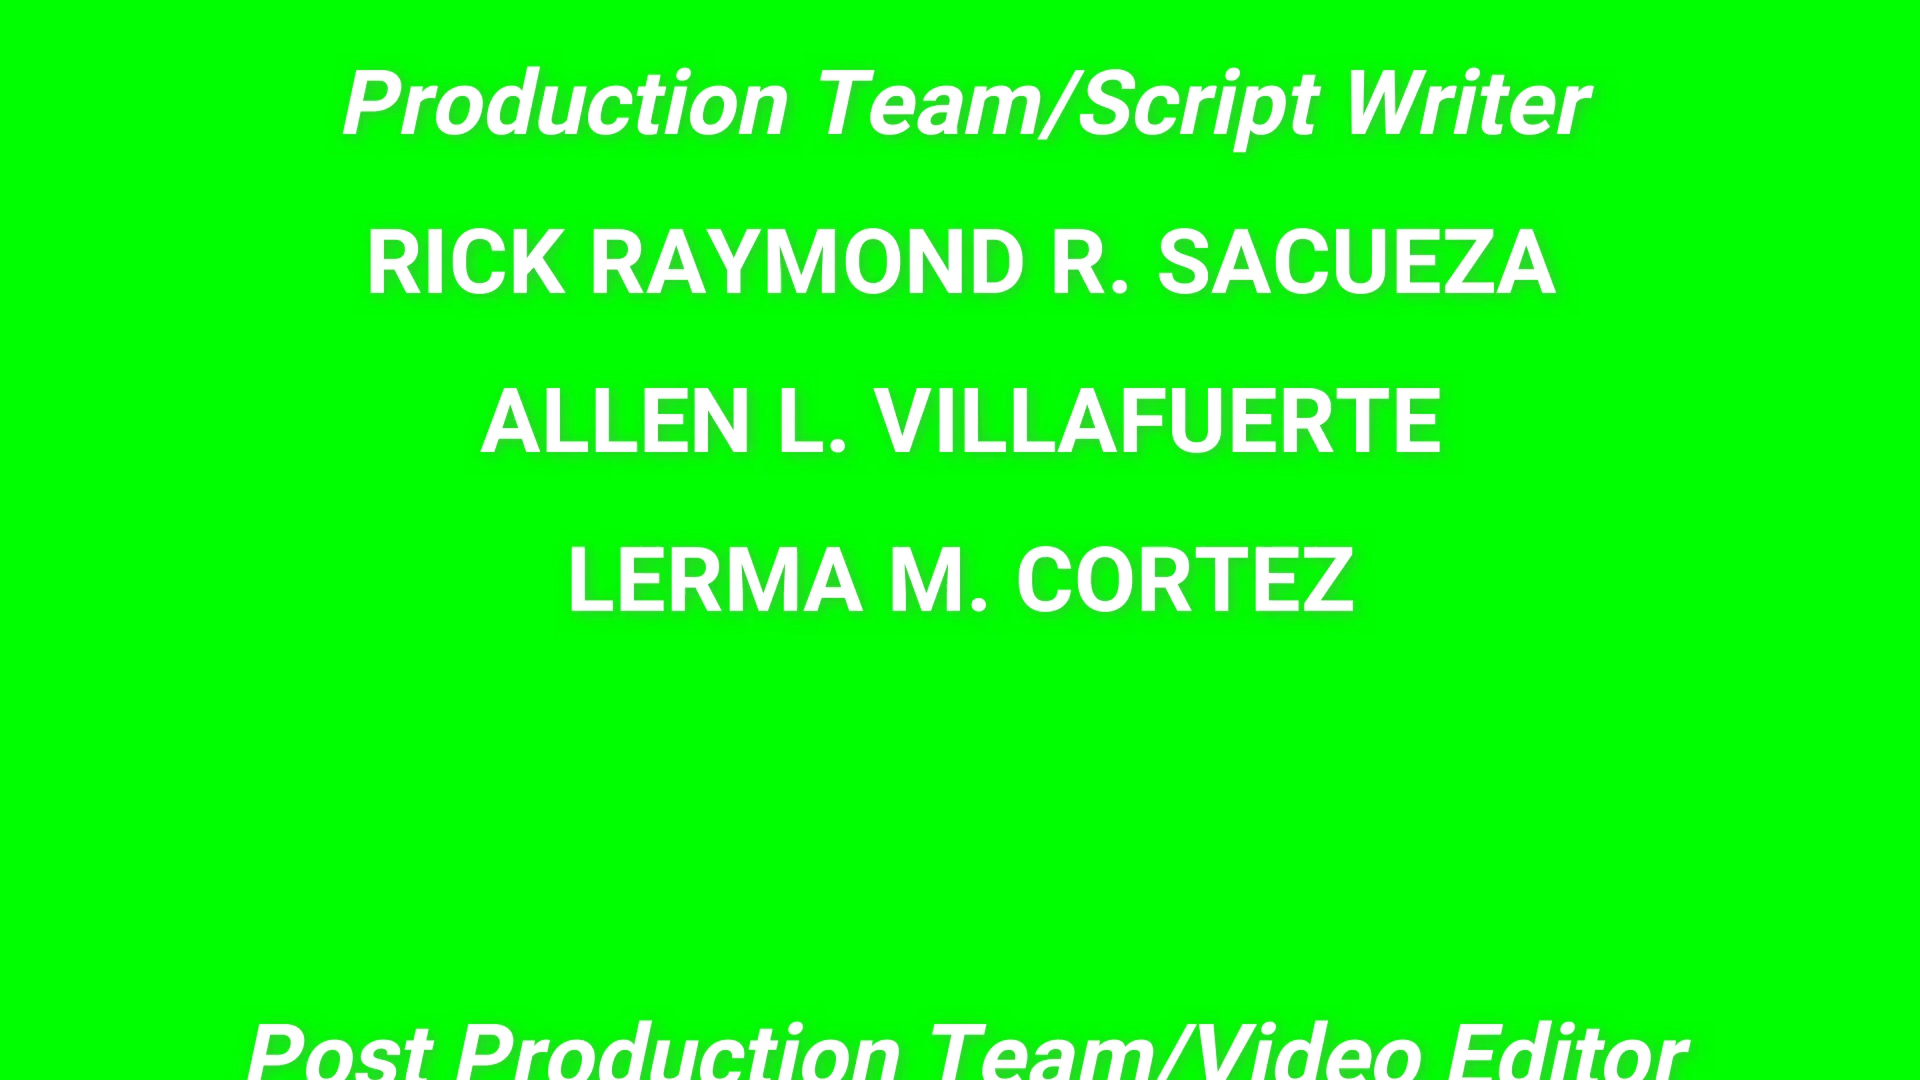 Production Team/Script Writer
RICK RAYMOND R. SACUEZA
ALLEN L. VILLAFUERTE
LERMA M. CORTEZ
Post Production Team/Video Editor